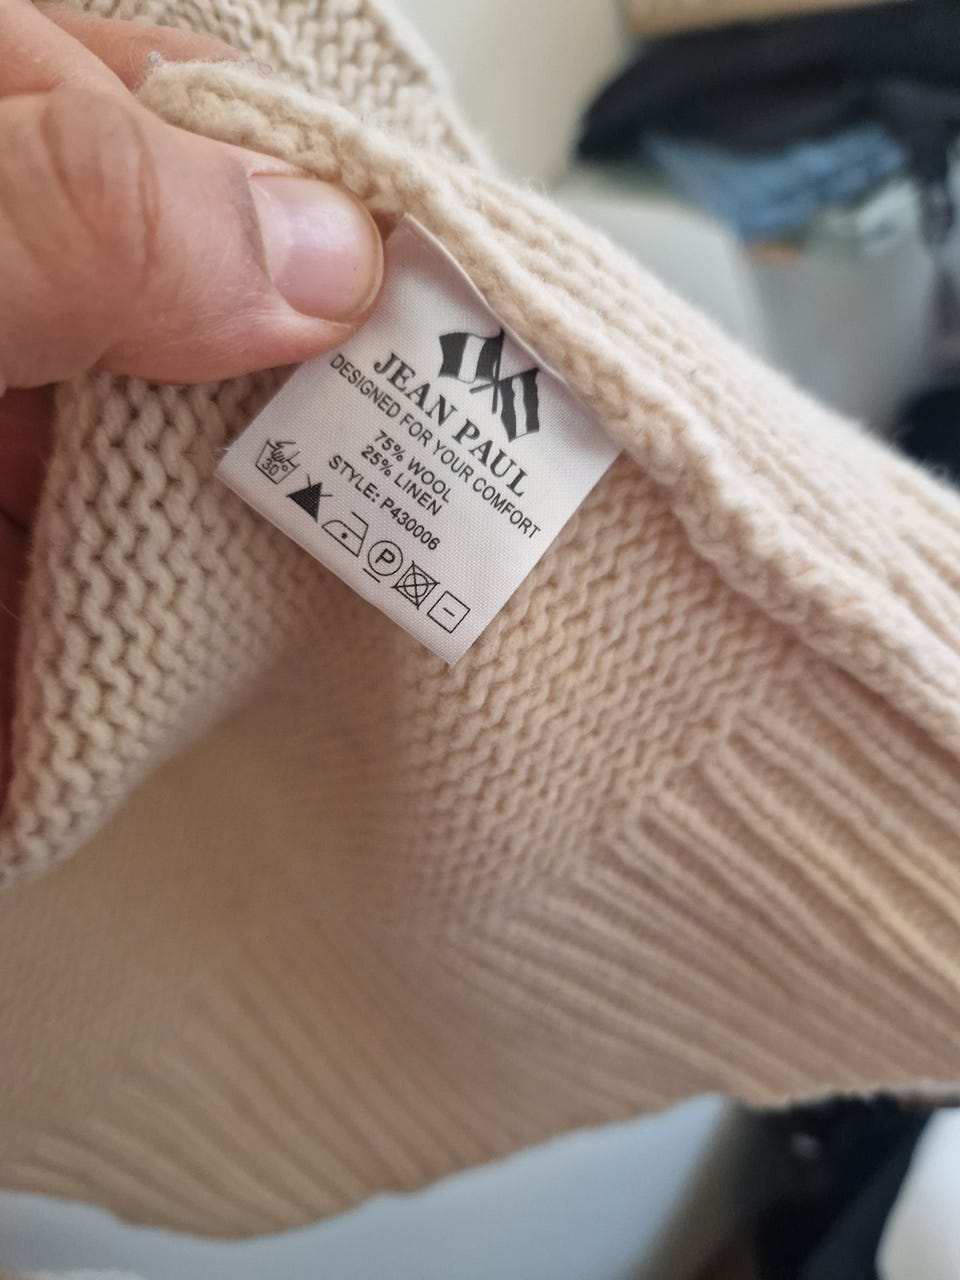 JEAN PAUL
DESIGNED FOR YOUR COMFORT
75% WOOL
25% LINEN
STYLE: P430006
30°
P